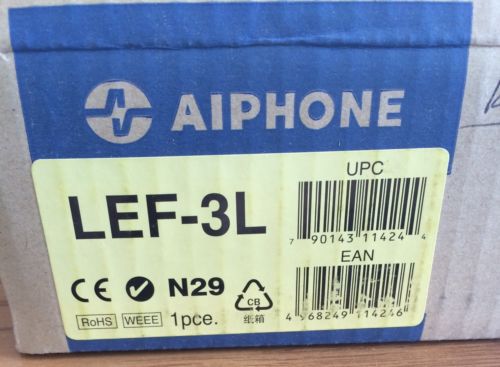 AIPHONE
LEF-3L
UPC
7 90143 11424 4
EAN
4 968249 114246
CE N29
RoHS WEEE 1pce.
CB
纸箱